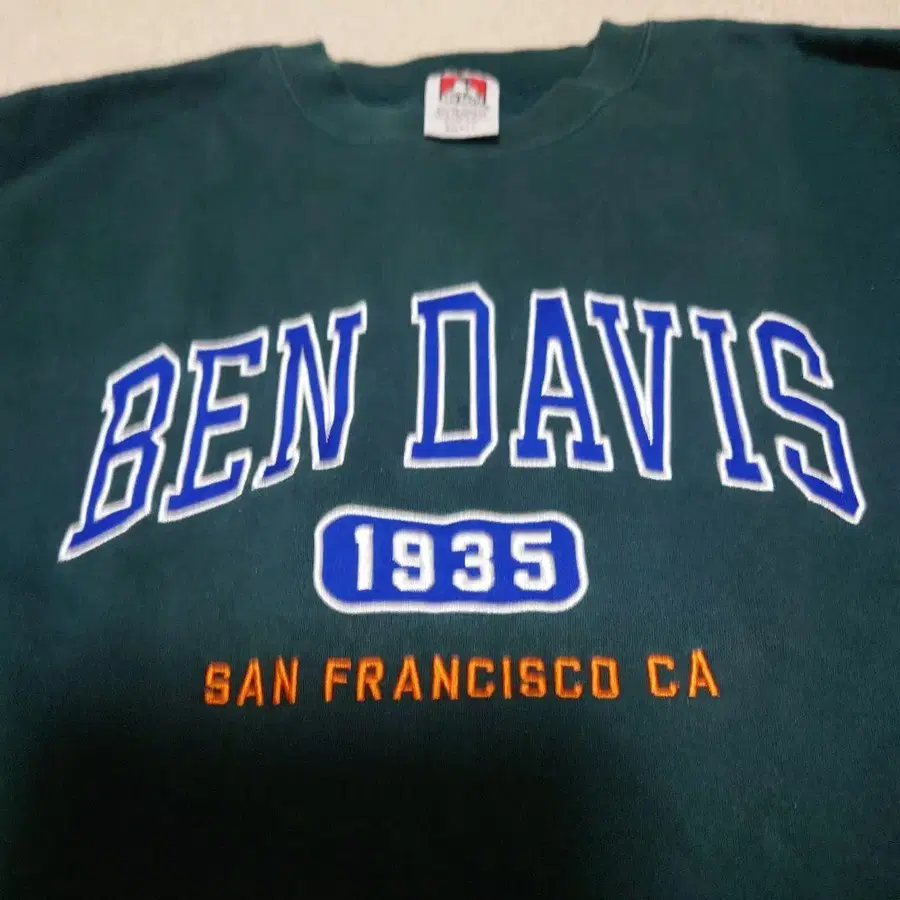 BEN DAVIS
1935
SAN FRANCISCO CA